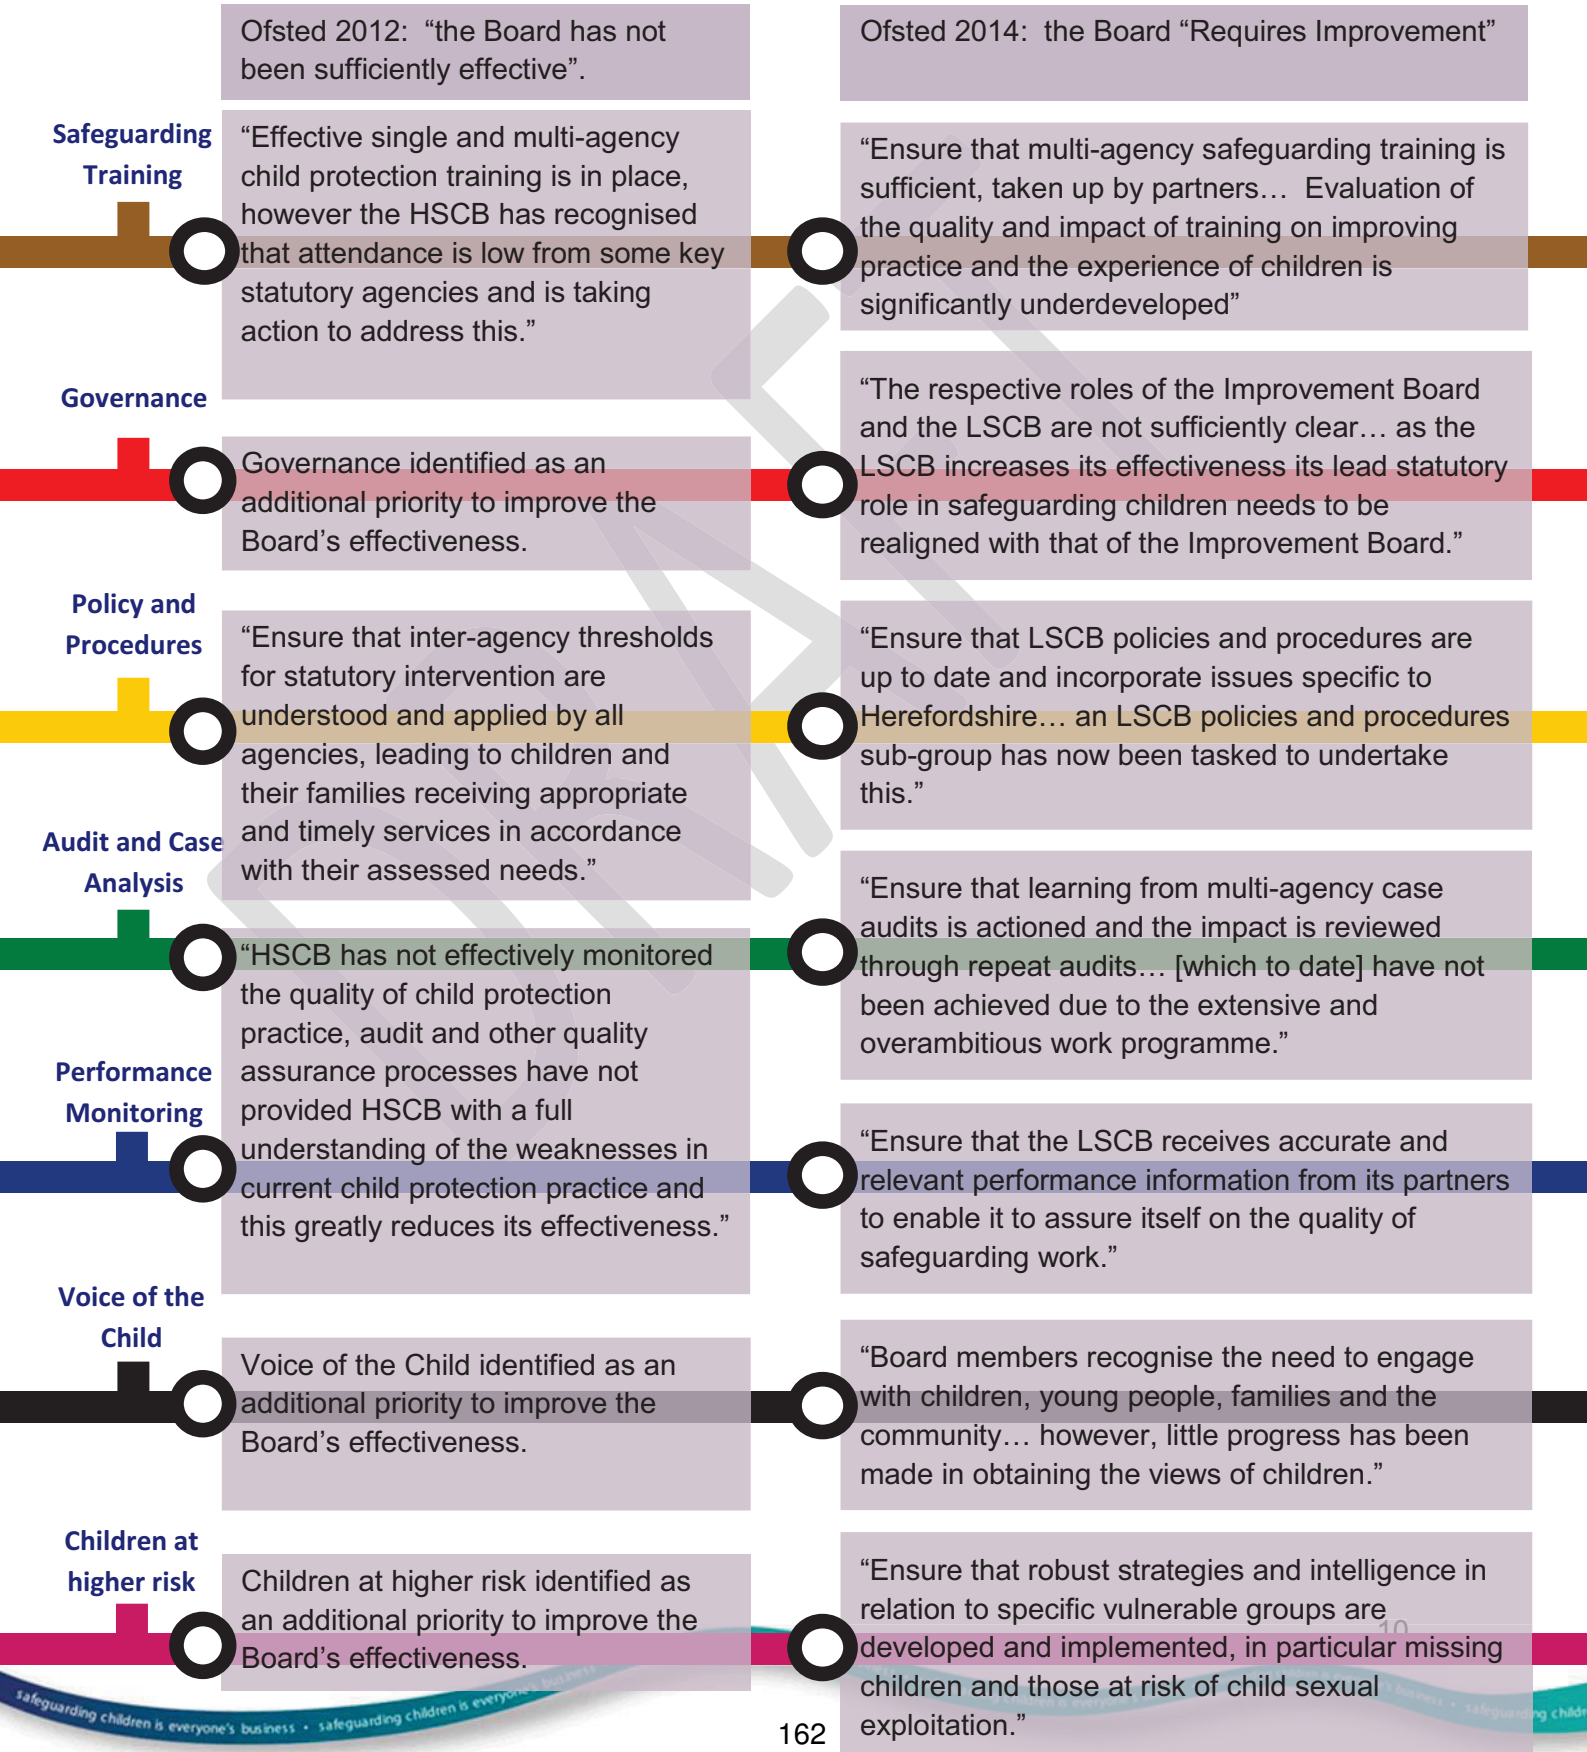 Ofsted 2012: “the Board has not
been sufficiently effective”.
Ofsted 2014: the Board “Requires Improvement”
Safeguarding
Training
“Effective single and multi-agency
child protection training is in place,
however the HSCB has recognised
that attendance is low from some key
statutory agencies and is taking
action to address this.”
“Ensure that multi-agency safeguarding training is
sufficient, taken up by partners… Evaluation of
the quality and impact of training on improving
practice and the experience of children is
significantly underdeveloped”
Governance
Governance identified as an
additional priority to improve the
Board’s effectiveness.
“The respective roles of the Improvement Board
and the LSCB are not sufficiently clear… as the
LSCB increases its effectiveness its lead statutory
role in safeguarding children needs to be
realigned with that of the Improvement Board.”
Policy and
Procedures
“Ensure that inter-agency thresholds
for statutory intervention are
understood and applied by all
agencies, leading to children and
their families receiving appropriate
and timely services in accordance
with their assessed needs.”
“Ensure that LSCB policies and procedures are
up to date and incorporate issues specific to
Herefordshire… an LSCB policies and procedures
sub-group has now been tasked to undertake
this.”
Audit and Case
Analysis
“HSCB has not effectively monitored
the quality of child protection
practice, audit and other quality
assurance processes have not
provided HSCB with a full
understanding of the weaknesses in
current child protection practice and
this greatly reduces its effectiveness.”
“Ensure that learning from multi-agency case
audits is actioned and the impact is reviewed
through repeat audits… [which to date] have not
been achieved due to the extensive and
overambitious work programme.”
Performance
Monitoring
“Ensure that the LSCB receives accurate and
relevant performance information from its partners
to enable it to assure itself on the quality of
safeguarding work.”
Voice of the
Child
Voice of the Child identified as an
additional priority to improve the
Board’s effectiveness.
“Board members recognise the need to engage
with children, young people, families and the
community… however, little progress has been
made in obtaining the views of children.”
Children at
higher risk
Children at higher risk identified as
an additional priority to improve the
Board’s effectiveness.
“Ensure that robust strategies and intelligence in
relation to specific vulnerable groups are
developed and implemented, in particular missing
children and those at risk of child sexual
exploitation.”
10
DRAFT
safeguarding children is everyone's business • safeguarding children is everyone's business
162